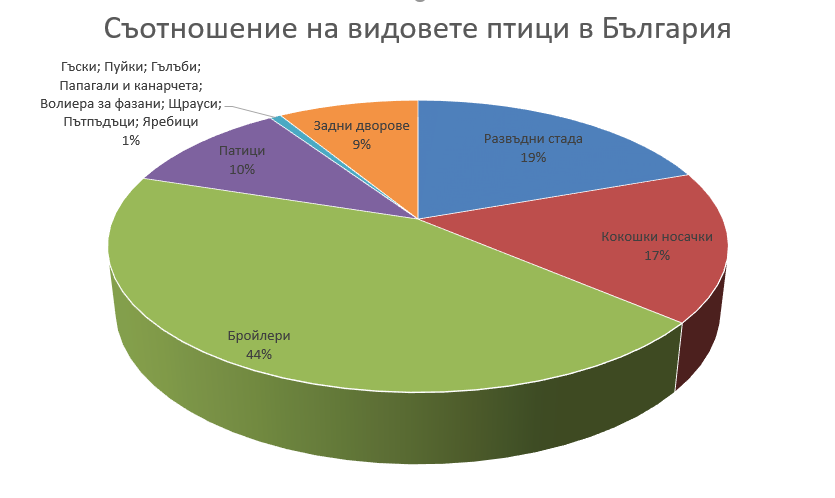 Съотношение на видовете птици в България
Гъски; Пуйки; Гълъби;
Папагали и канарчета;
Волиера за фазани; Щрауси;
Пътпъдъци; Яребици
1%
Задни дворове
9%
Развъдни стада
19%
Патици
10%
Кокошки носачки
17%
Бройлери
44%